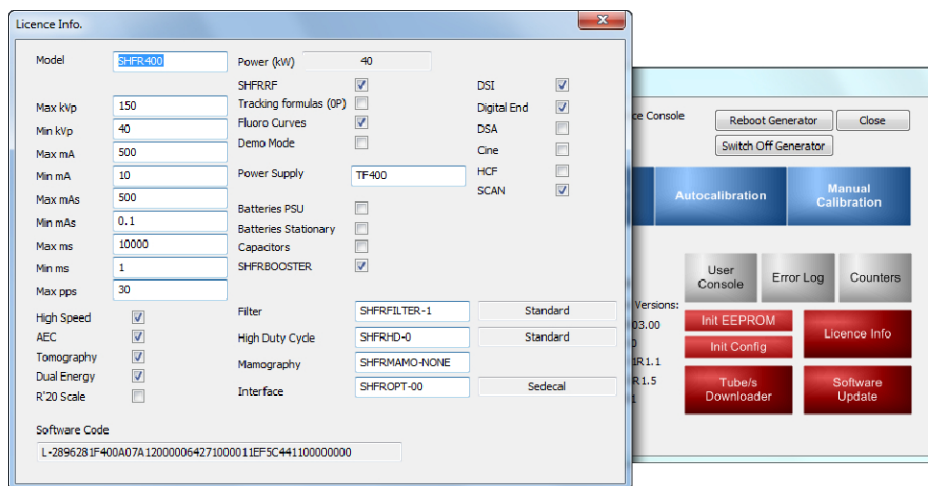 Licence Info.
Model SHFR400
Power (kW) 40
SHFRRF
Tracking formulas (0P)
Fluoro Curves
Demo Mode
Power Supply TF400
Batteries PSU
Batteries Stationary
Capacitors
SHFRBOOSTER
DSI
Digital End
DSA
Cine
HCF
SCAN
Max kVp 150
Min kVp 40
Max mA 500
Min mA 10
Max mAs 500
Min mAs 0.1
Max ms 10000
Min ms 1
Max pps 30
High Speed
AEC
Tomography
Dual Energy
R'20 Scale
Filter SHFRFILTER-1 Standard
High Duty Cycle SHFRHD-0 Standard
Mamography SHFRMAMO-NONE
Interface SHFROPT-00 Sedecal
Software Code
L-2896281F400A07A120000064271000011EF5C441100000000
ce Console
Reboot Generator
Close
Switch Off Generator
Autocalibration
Manual
Calibration
User
Console
Error Log
Counters
Versions:
03.00
Init EEPROM
Init Config
Licence Info
R1.1
R1.5
Tube/s
Downloader
Software
Update